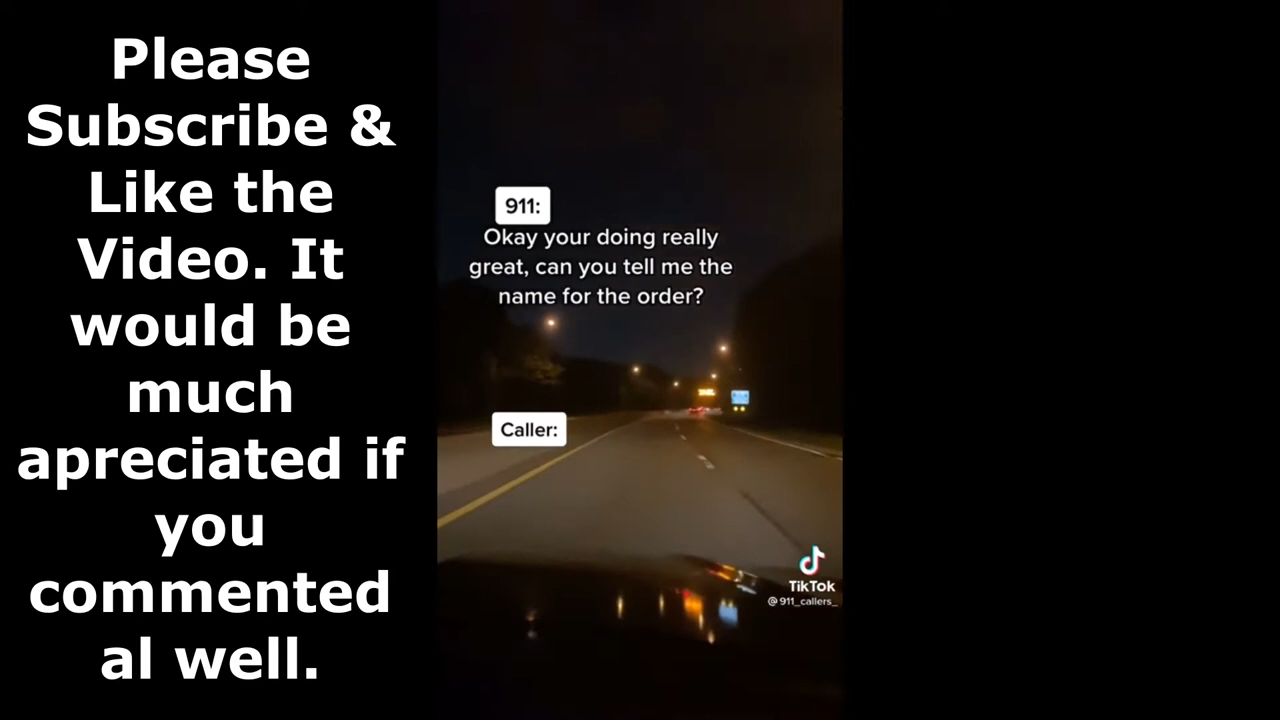 Please
Subscribe &
Like the
Video. It
would be
much
apreciated if
you
commented
al well.
911:
Okay your doing really
great, can you tell me the
name for the order?
Caller:
TikTok
@911_callers_